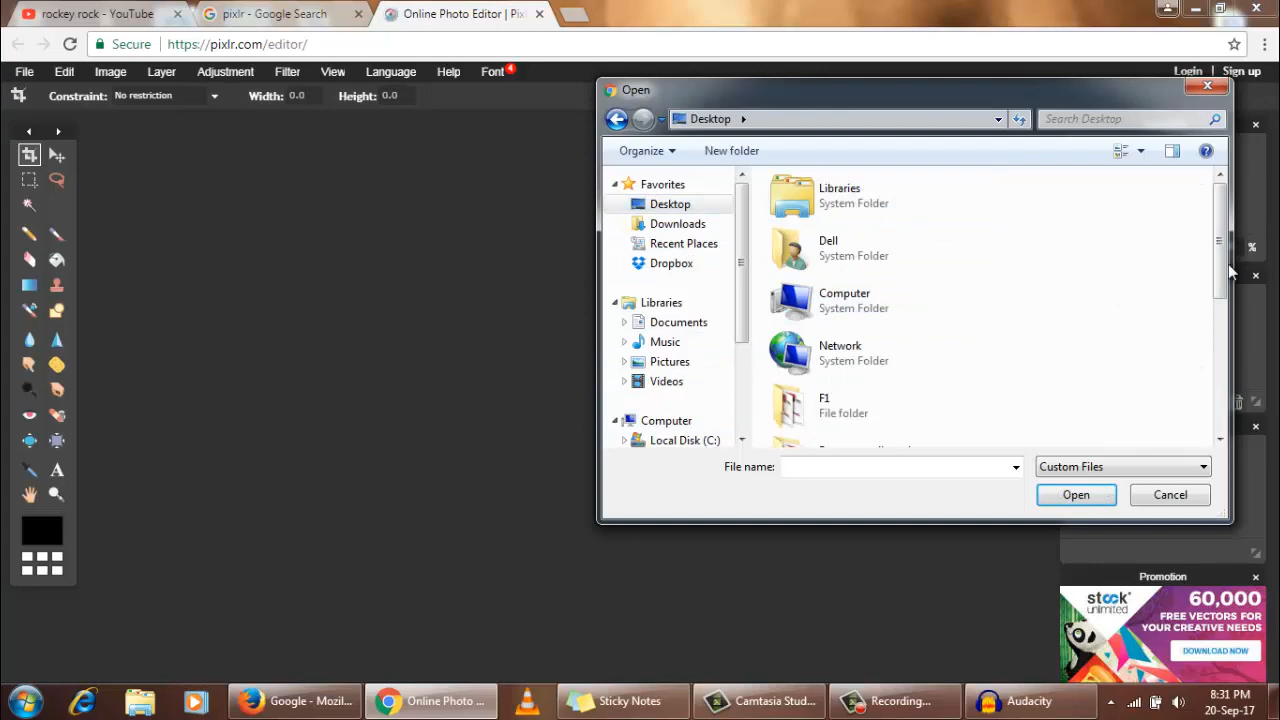 rockey rock - YouTube
pixlr - Google Search
Online Photo Editor | Pix
Secure https://pixlr.com/editor/
File Edit Image Layer Adjustment Filter View Language Help Font 4
Login Sign up
Constraint: No restriction Width: 0.0 Height: 0.0
Open
Desktop
Search Desktop
Organize New folder
Favorites
Desktop
Downloads
Recent Places
Dropbox
Libraries
Documents
Music
Pictures
Videos
Computer
Local Disk (C:)
Libraries
System Folder
Dell
System Folder
Computer
System Folder
Network
System Folder
F1
File folder
%
File name:
Custom Files
Open Cancel
A
Promotion
stock
unlimited
60,000
FREE VECTORS FOR
YOUR CREATIVE NEEDS
DOWNLOAD NOW
Google - Mozil...
Online Photo ...
Sticky Notes
Camtasia Stud...
Recording...
Audacity
8:31 PM
20-Sep-17